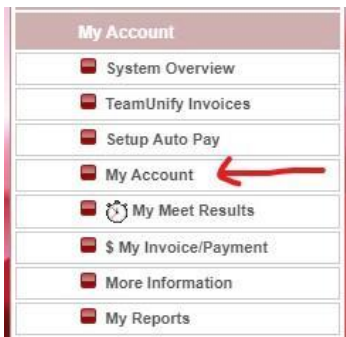 My Account
System Overview
TeamUnify Invoices
Setup Auto Pay
My Account
My Meet Results
$ My Invoice/Payment
More Information
My Reports